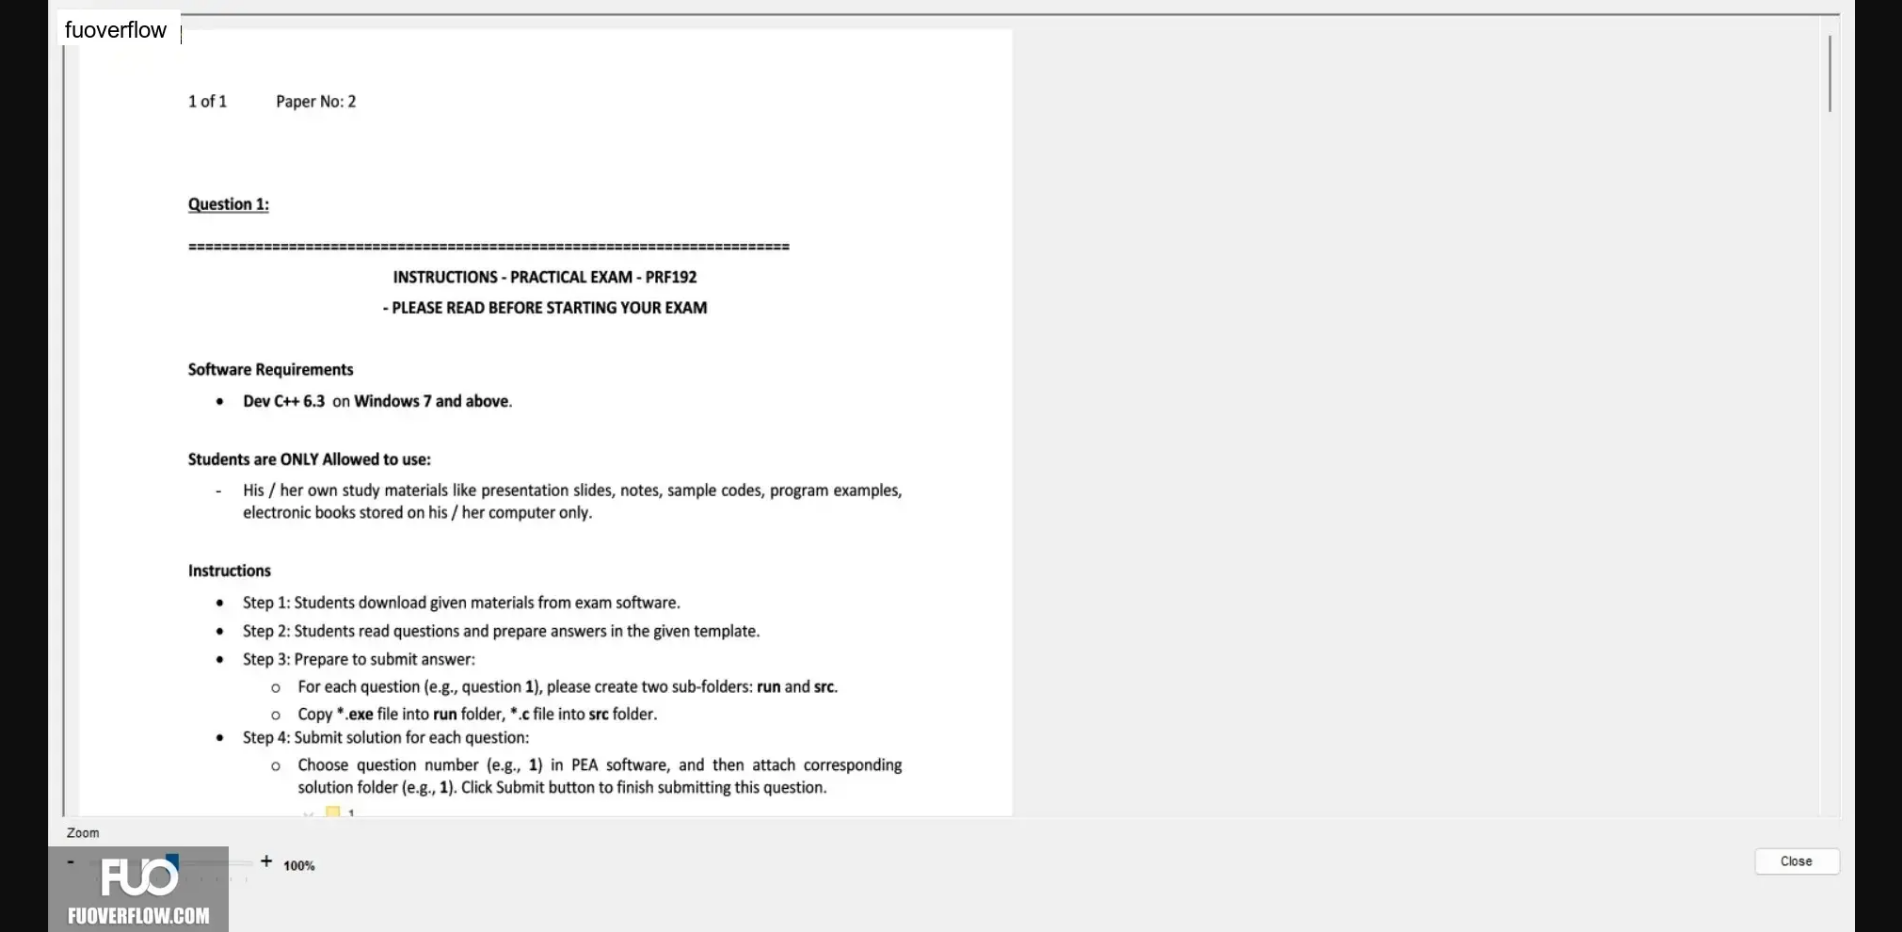 fuoverflow
1 of 1 Paper No: 2
Question 1:
========================================================================
INSTRUCTIONS - PRACTICAL EXAM - PRF192
- PLEASE READ BEFORE STARTING YOUR EXAM
Software Requirements
• Dev C++ 6.3 on Windows 7 and above.
Students are ONLY Allowed to use:
- His / her own study materials like presentation slides, notes, sample codes, program examples,
electronic books stored on his / her computer only.
Instructions
• Step 1: Students download given materials from exam software.
• Step 2: Students read questions and prepare answers in the given template.
• Step 3: Prepare to submit answer:
o For each question (e.g., question 1), please create two sub-folders: run and src.
o Copy *.exe file into run folder, *.c file into src folder.
• Step 4: Submit solution for each question:
o Choose question number (e.g., 1) in PEA software, and then attach corresponding
solution folder (e.g., 1). Click Submit button to finish submitting this question.
1
Zoom
- + 100%
Close
FUO
FUOVERFLOW.COM